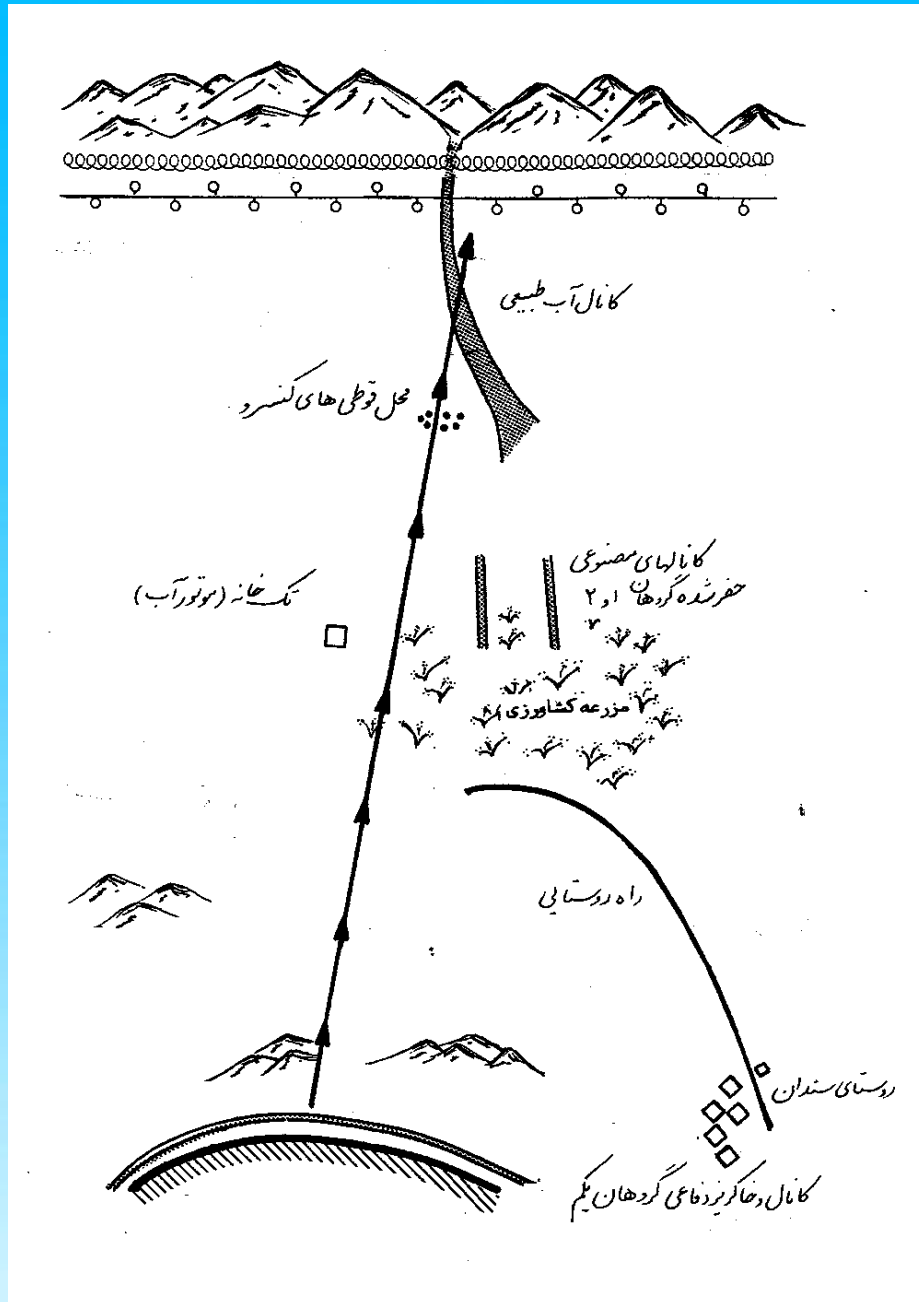 کانال آب طبیعی
محل قوطی های کنسرو
کانالهای مصنوعی
حفر شده گردهان ۱ و ۲
تک خانه (موتور آب)
مزرعه کشاورزی
راه روستایی
روستای سندان
کانال و خاکریز دفاعی گردهان یکم